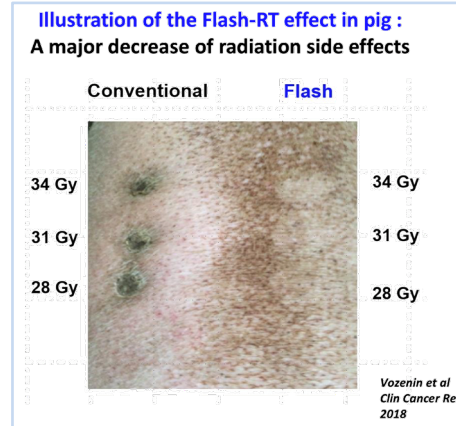 Illustration of the Flash-RT effect in pig :
A major decrease of radiation side effects
Conventional Flash
34 Gy 34 Gy
31 Gy 31 Gy
28 Gy 28 Gy
Vozenin et al
Clin Cancer Re
2018